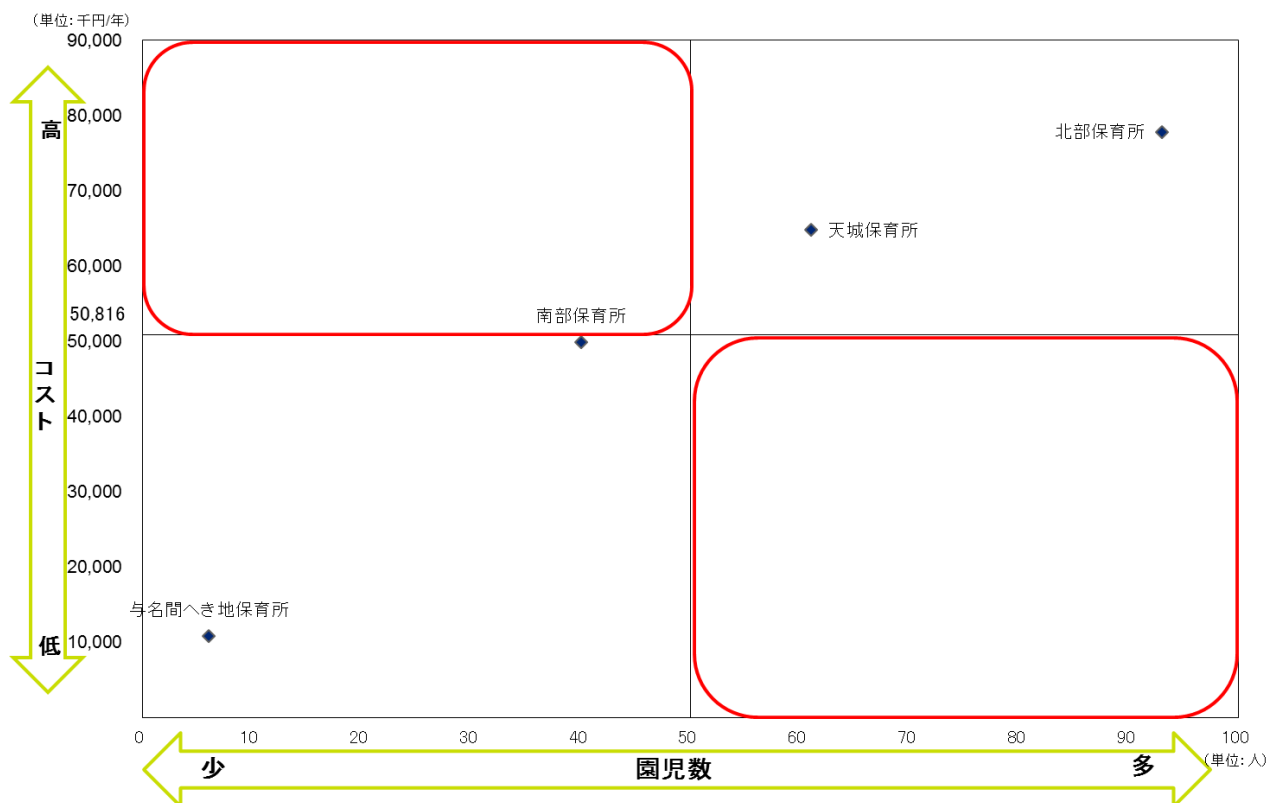 (単位:千円/年)
90,000
80,000
70,000
60,000
50,816
50,000
40,000
30,000
20,000
10,000
高
コスト
低
北部保育所
天城保育所
南部保育所
与名間へき地保育所
0 10 20 30 40 50 60 70 80 90 100
(単位:人)
少 園児数 多